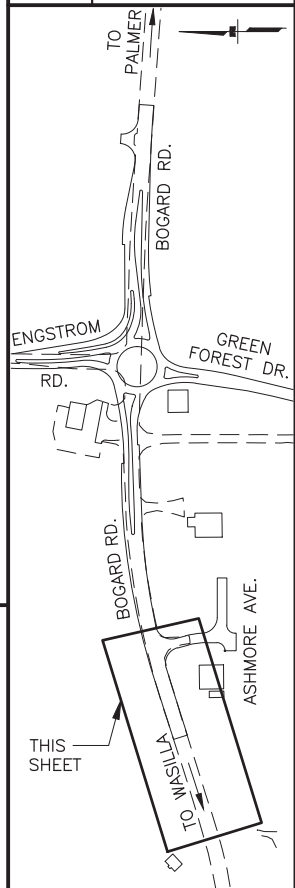 TO
PALMER
BOGARD RD.
ENGSTROM
RD.
GREEN
FOREST DR.
BOGARD RD.
ASHMORE AVE.
THIS
SHEET
TO WASILLA